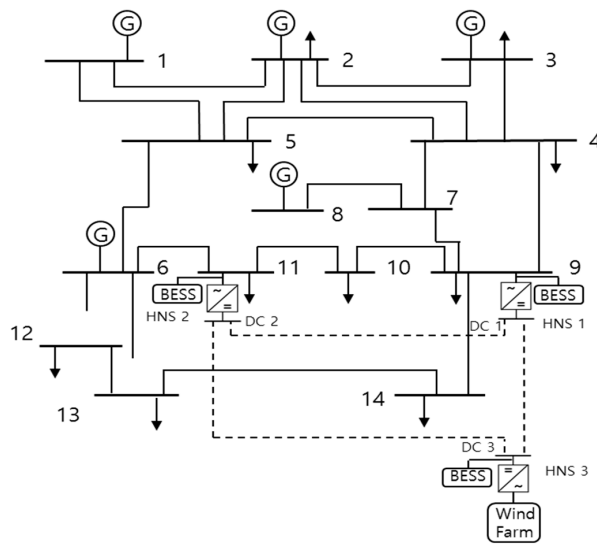 G
G
G
1
2
3
5
4
G
8
7
G
6
11
10
9
BESS
~
=
~
=
BESS
HNS 2
DC 2
DC 1
HNS 1
12
13
14
DC 3
HNS 3
BESS
=
~
Wind
Farm